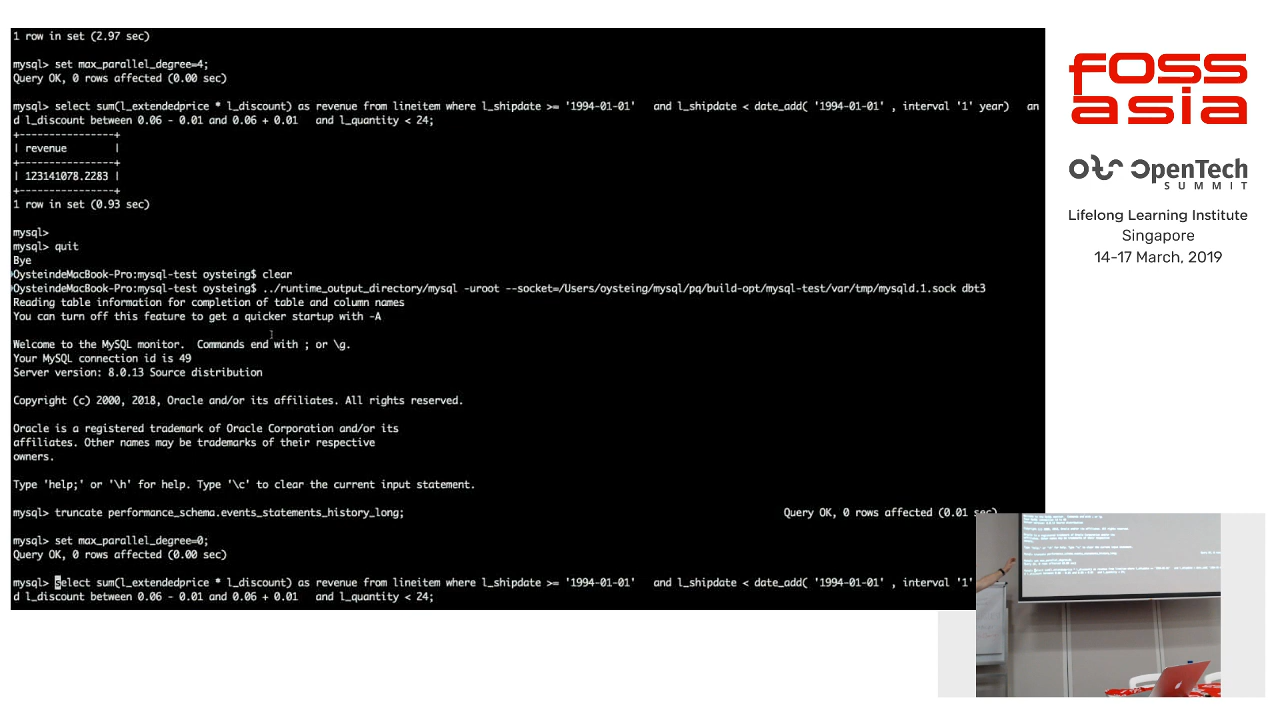 1 row in set (2.97 sec)
mysql> set max_parallel_degree=4;
Query OK, 0 rows affected (0.00 sec)
mysql> select sum(l_extendedprice * l_discount) as revenue from lineitem where l_shipdate >= '1994-01-01'   and l_shipdate < date_add( '1994-01-01' , interval '1' year)   an
d l_discount between 0.06 - 0.01 and 0.06 + 0.01   and l_quantity < 24;
+----------------+
| revenue        |
+----------------+
| 123141078.2283 |
+----------------+
1 row in set (0.93 sec)
mysql>
mysql> quit
Bye
OysteindeMacBook-Pro:mysql-test oysteing$ clear
OysteindeMacBook-Pro:mysql-test oysteing$ ../runtime_output_directory/mysql -uroot --socket=/Users/oysteing/mysql/pq/build-opt/mysql-test/var/tmp/mysqld.1.sock dbt3
Reading table information for completion of table and column names
You can turn off this feature to get a quicker startup with -A
Welcome to the MySQL monitor.  Commands end with ; or \g.
Your MySQL connection id is 49
Server version: 8.0.13 Source distribution
Copyright (c) 2000, 2018, Oracle and/or its affiliates. All rights reserved.
Oracle is a registered trademark of Oracle Corporation and/or its
affiliates. Other names may be trademarks of their respective
owners.
Type 'help;' or '\h' for help. Type '\c' to clear the current input statement.
mysql> truncate performance_schema.events_statements_history_long; Query OK, 0 rows affected (0.01 sec)
mysql> set max_parallel_degree=0;
Query OK, 0 rows affected (0.00 sec)
mysql> select sum(l_extendedprice * l_discount) as revenue from lineitem where l_shipdate >= '1994-01-01'   and l_shipdate < date_add( '1994-01-01' , interval '1'
d l_discount between 0.06 - 0.01 and 0.06 + 0.01   and l_quantity < 24;
FOSS
asia
OpenTech
SUMMIT
Lifelong Learning Institute
Singapore
14-17 March, 2019